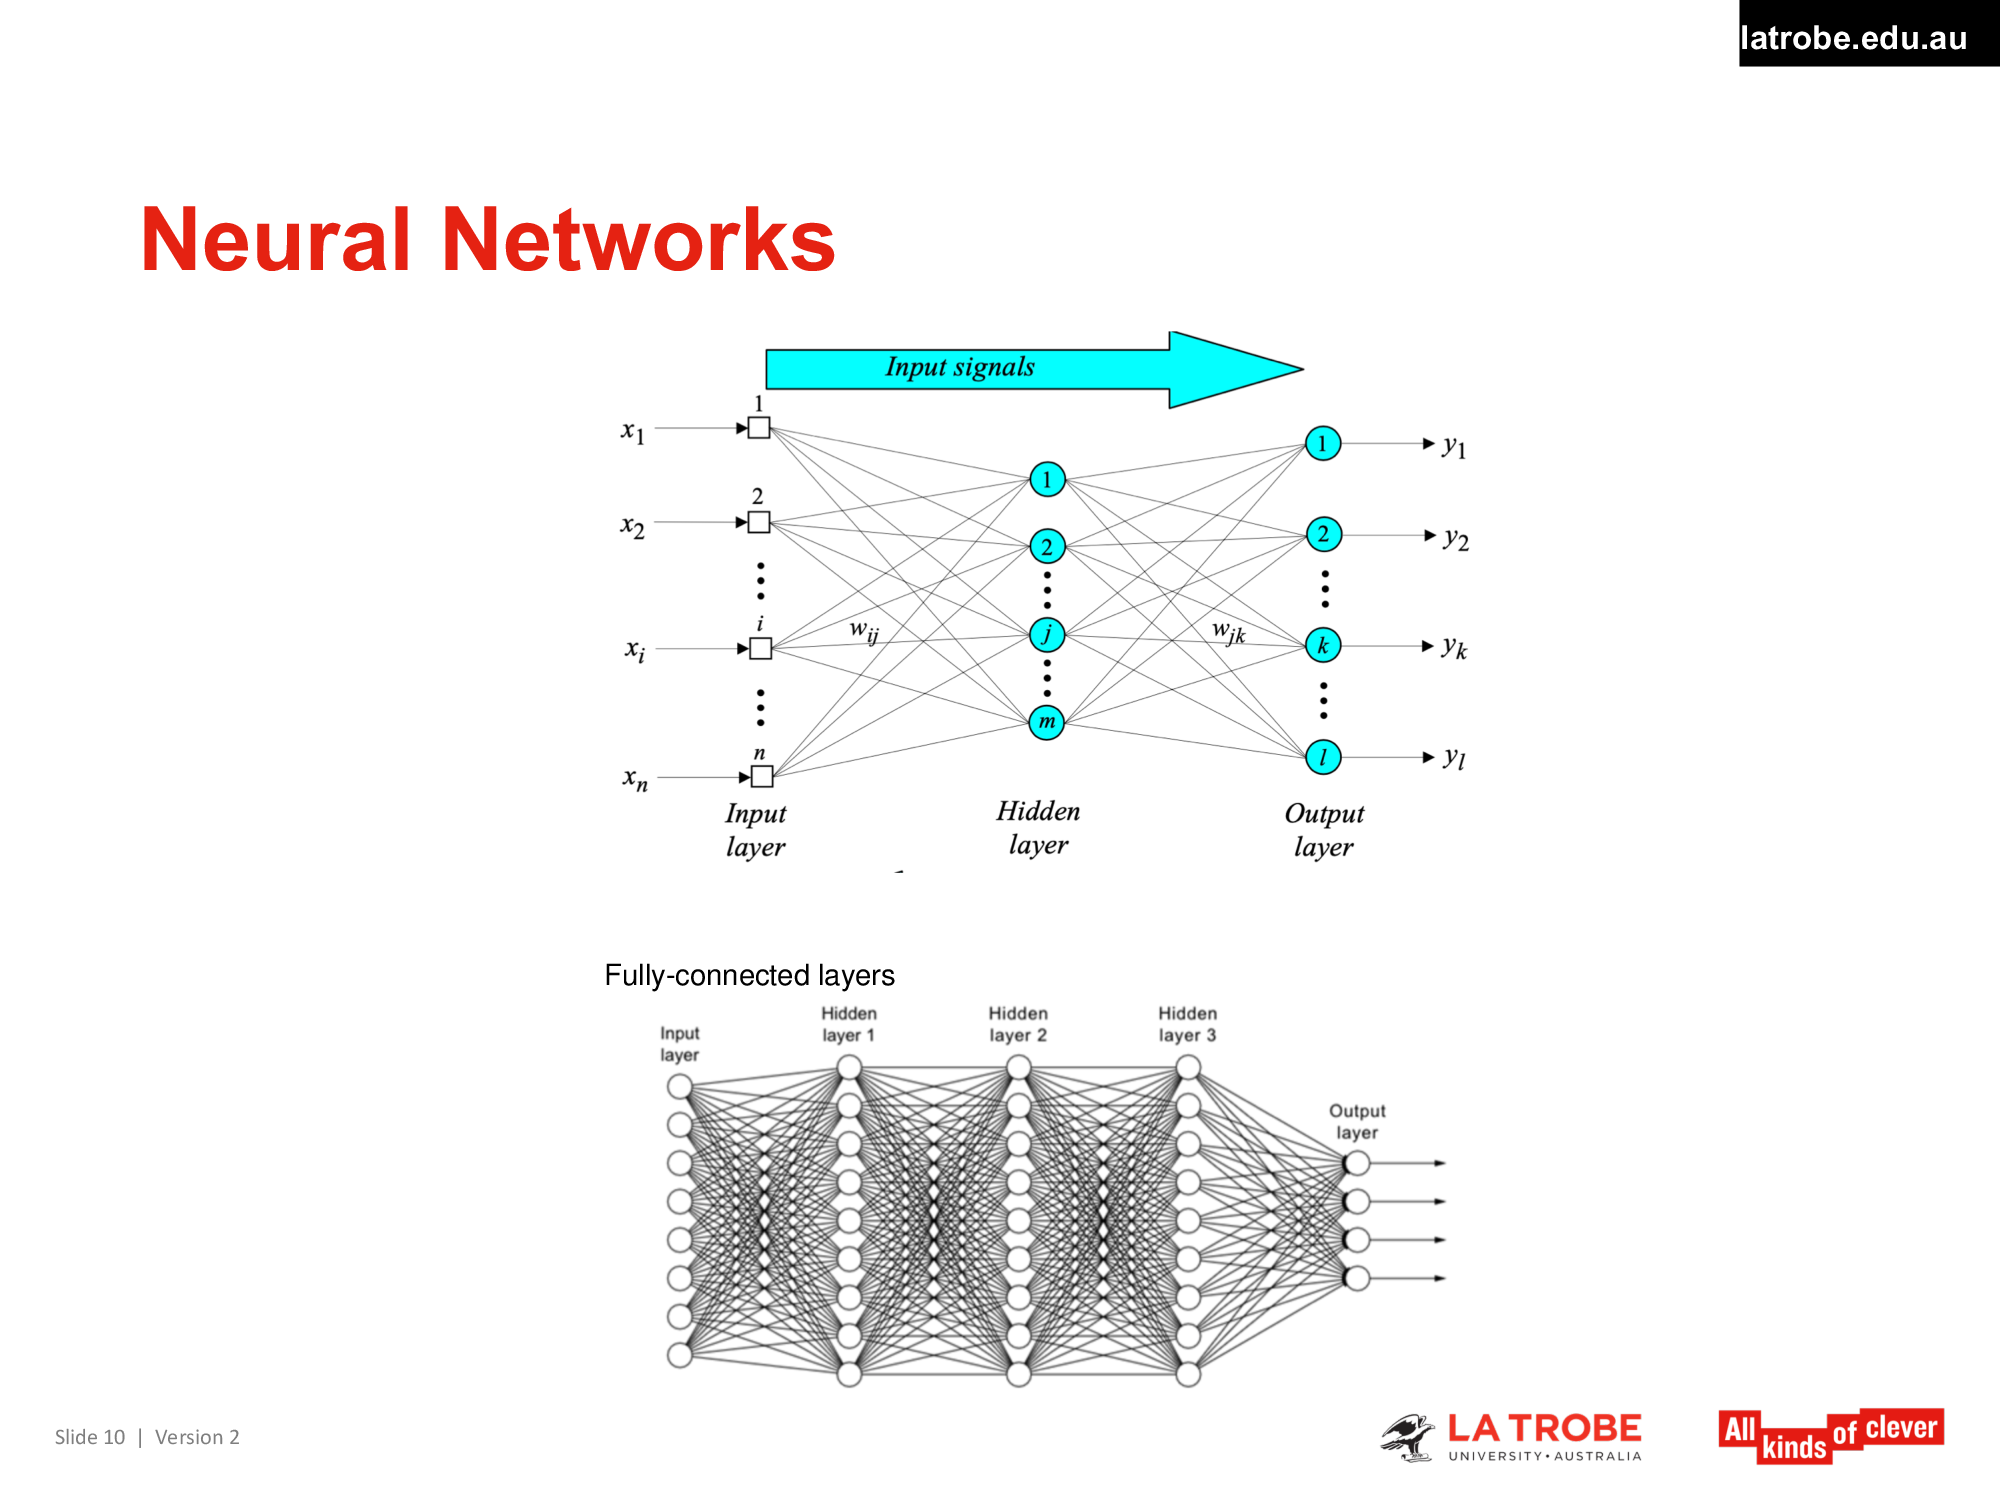 latrobe.edu.au
Neural Networks
Input signals
1
x1
1
y1
1
2
x2
2
y2
2
i
wij
wjk
xi
j
k
yk
m
n
xn
l
yl
Input
layer
Hidden
layer
Output
layer
Fully-connected layers
Input
layer
Hidden
layer 1
Hidden
layer 2
Hidden
layer 3
Output
layer
Slide 10 | Version 2
LA TROBE
UNIVERSITY • AUSTRALIA
All kinds of clever